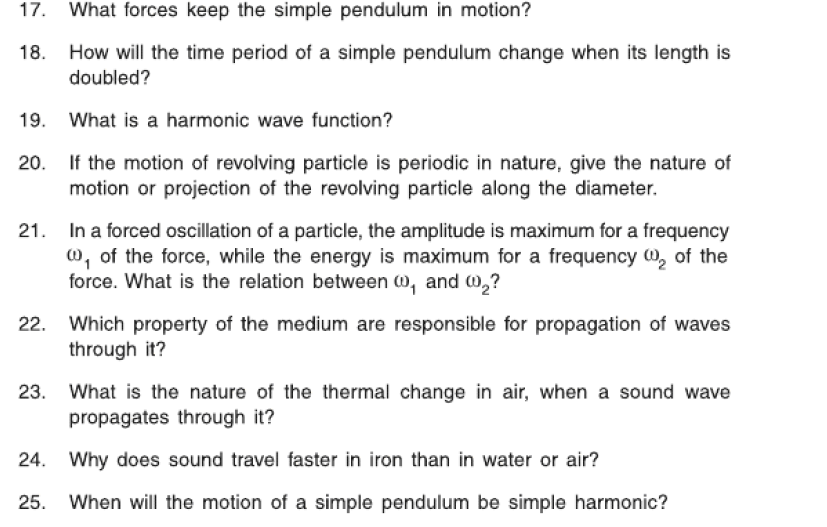 17. What forces keep the simple pendulum in motion?
18. How will the time period of a simple pendulum change when its length is
doubled?
19. What is a harmonic wave function?
20. If the motion of revolving particle is periodic in nature, give the nature of
motion or projection of the revolving particle along the diameter.
21. In a forced oscillation of a particle, the amplitude is maximum for a frequency
ω₁ of the force, while the energy is maximum for a frequency ω₂ of the
force. What is the relation between ω₁ and ω₂?
22. Which property of the medium are responsible for propagation of waves
through it?
23. What is the nature of the thermal change in air, when a sound wave
propagates through it?
24. Why does sound travel faster in iron than in water or air?
25. When will the motion of a simple pendulum be simple harmonic?